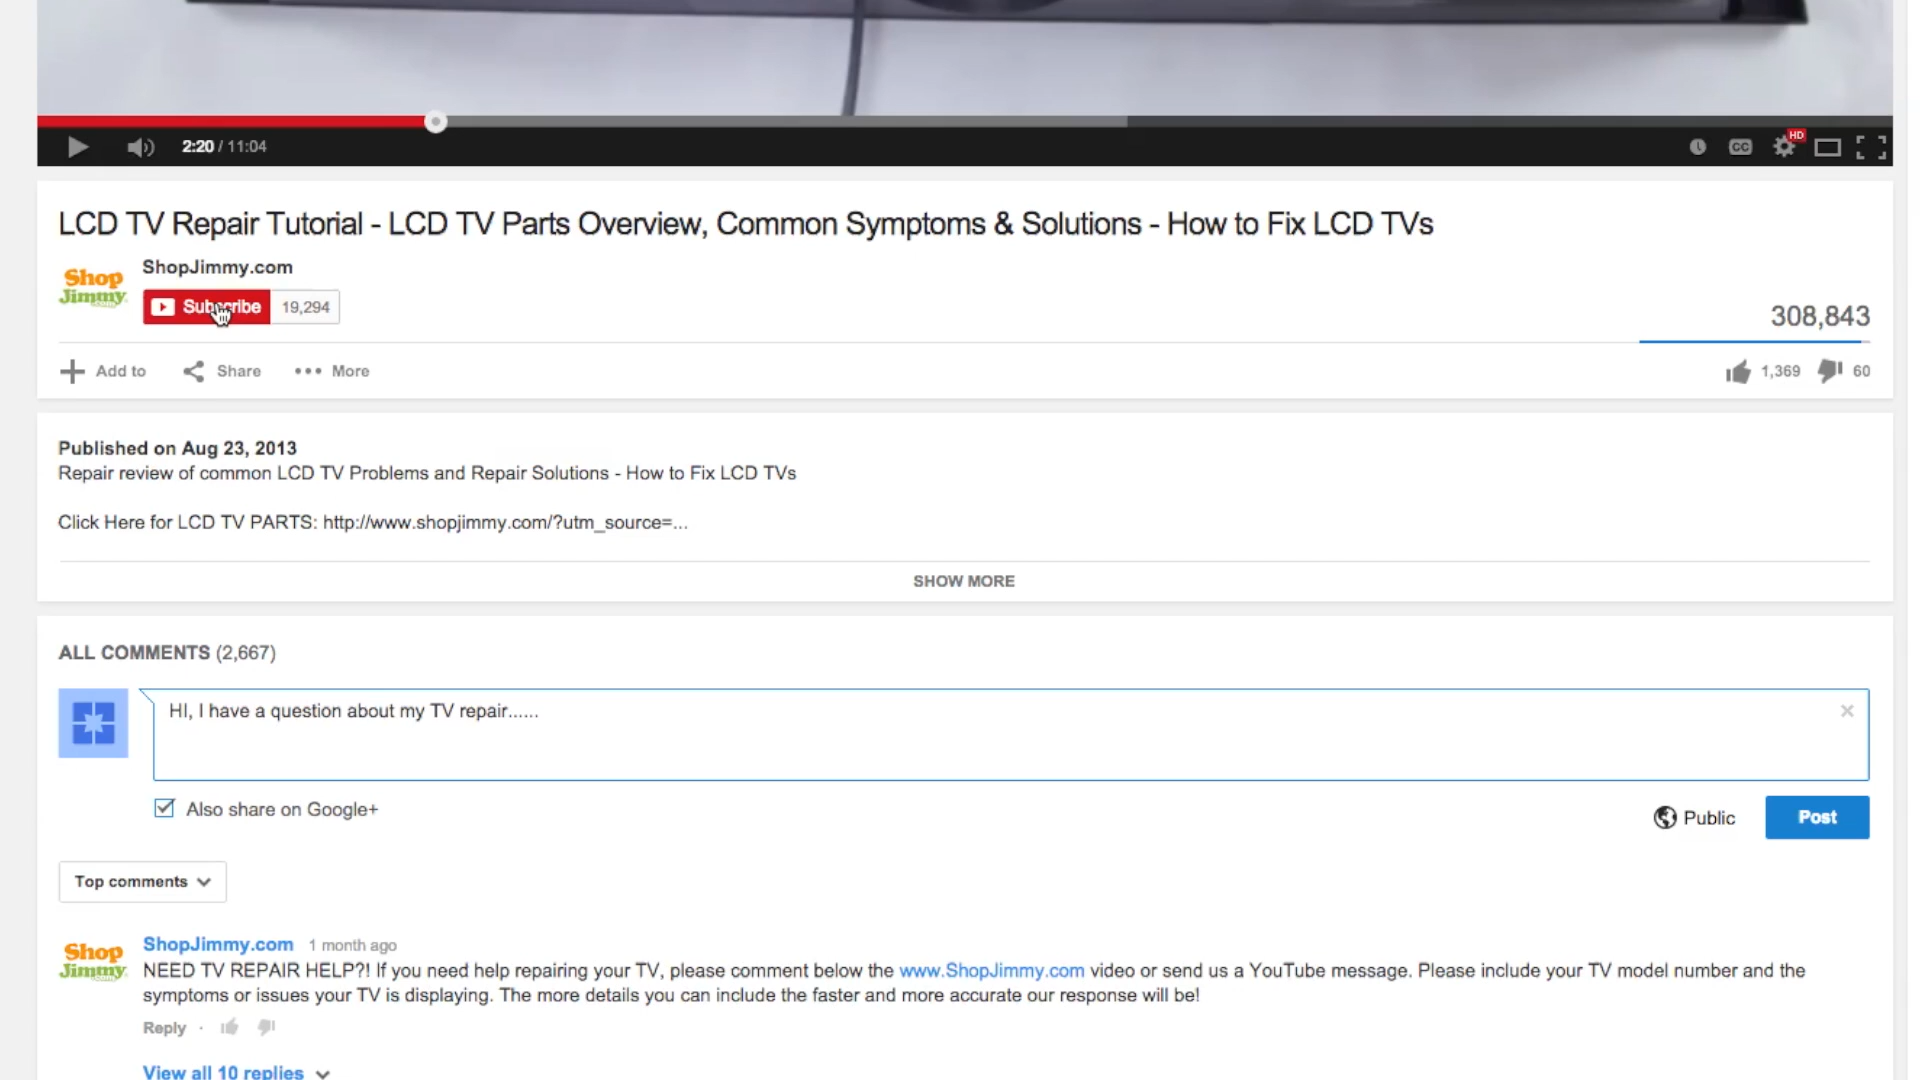 2:20 / 11:04
CC
HD
LCD TV Repair Tutorial - LCD TV Parts Overview, Common Symptoms & Solutions - How to Fix LCD TVs
Shop
Jimmy.com
ShopJimmy.com
Subscribe 19,294
308,843
Add to Share More 1,369 60
Published on Aug 23, 2013
Repair review of common LCD TV Problems and Repair Solutions - How to Fix LCD TVs
Click Here for LCD TV PARTS: http://www.shopjimmy.com/?utm_source=...
SHOW MORE
ALL COMMENTS (2,667)
HI, I have a question about my TV repair......
Also share on Google+
Public Post
Top comments
Shop
Jimmy.com
ShopJimmy.com 1 month ago
NEED TV REPAIR HELP?! If you need help repairing your TV, please comment below the www.ShopJimmy.com video or send us a YouTube message. Please include your TV model number and the
symptoms or issues your TV is displaying. The more details you can include the faster and more accurate our response will be!
Reply ·
View all 10 replies